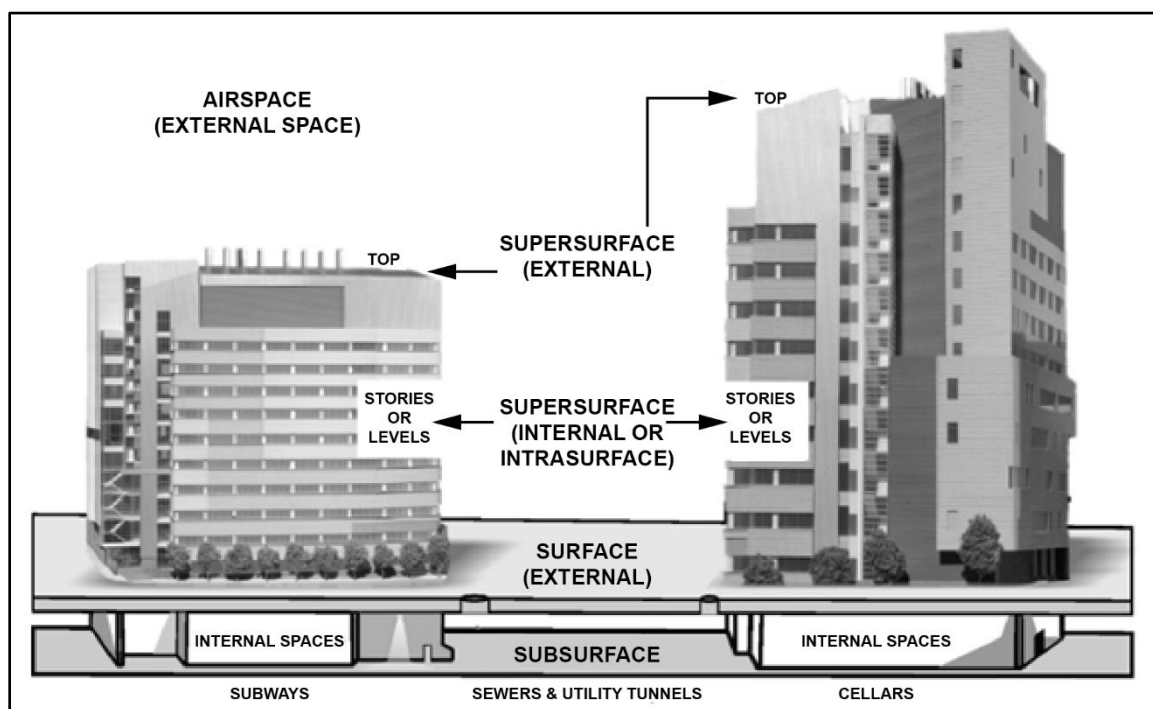 AIRSPACE
(EXTERNAL SPACE)
TOP
TOP
SUPERSURFACE
(EXTERNAL)
STORIES
OR
LEVELS
SUPERSURFACE
(INTERNAL OR
INTRASURFACE)
STORIES
OR
LEVELS
SURFACE
(EXTERNAL)
INTERNAL SPACES
INTERNAL SPACES
SUBSURFACE
SUBWAYS
SEWERS & UTILITY TUNNELS
CELLARS